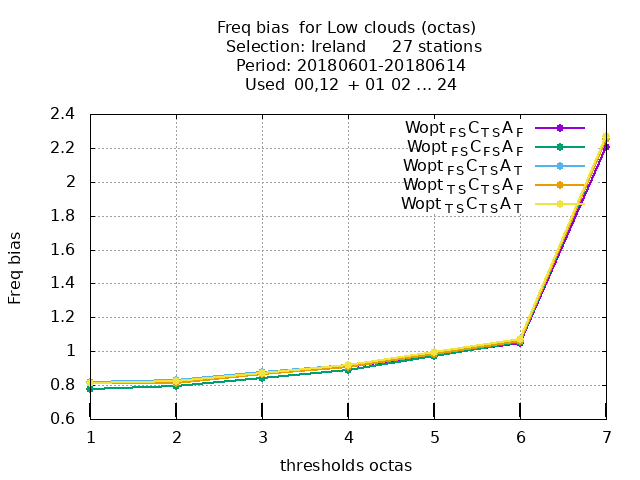 Freq bias  for Low clouds (octas)
Selection: Ireland     27 stations
Period: 20180601-20180614
Used  00,12  + 01 02 ... 24
2.4
2.2
2
1.8
1.6
1.4
1.2
1
0.8
0.6
Freq bias
Wopt FS C TS A F
Wopt FS C FS A F
Wopt FS C TS A T
Wopt TS C TS A F
Wopt TS C TS A T
1 2 3 4 5 6 7
thresholds octas